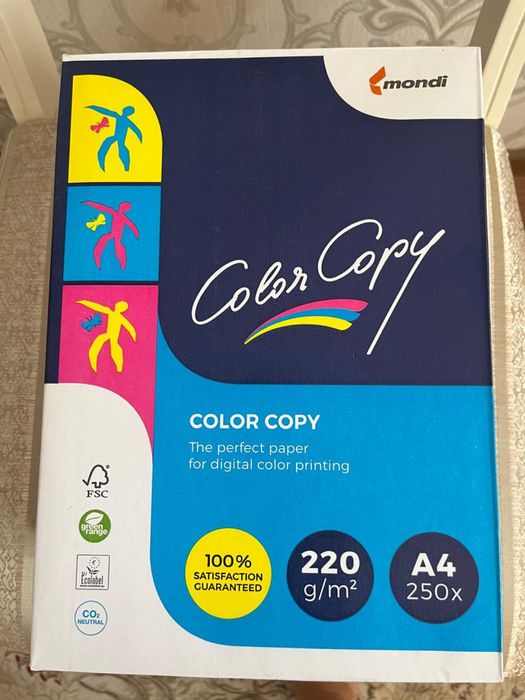 mondi
Color Copy
COLOR COPY
The perfect paper
for digital color printing
FSC
green
range
Ecolabel
CO2
NEUTRAL
100%
SATISFACTION
GUARANTEED
220
g/m²
A4
250x